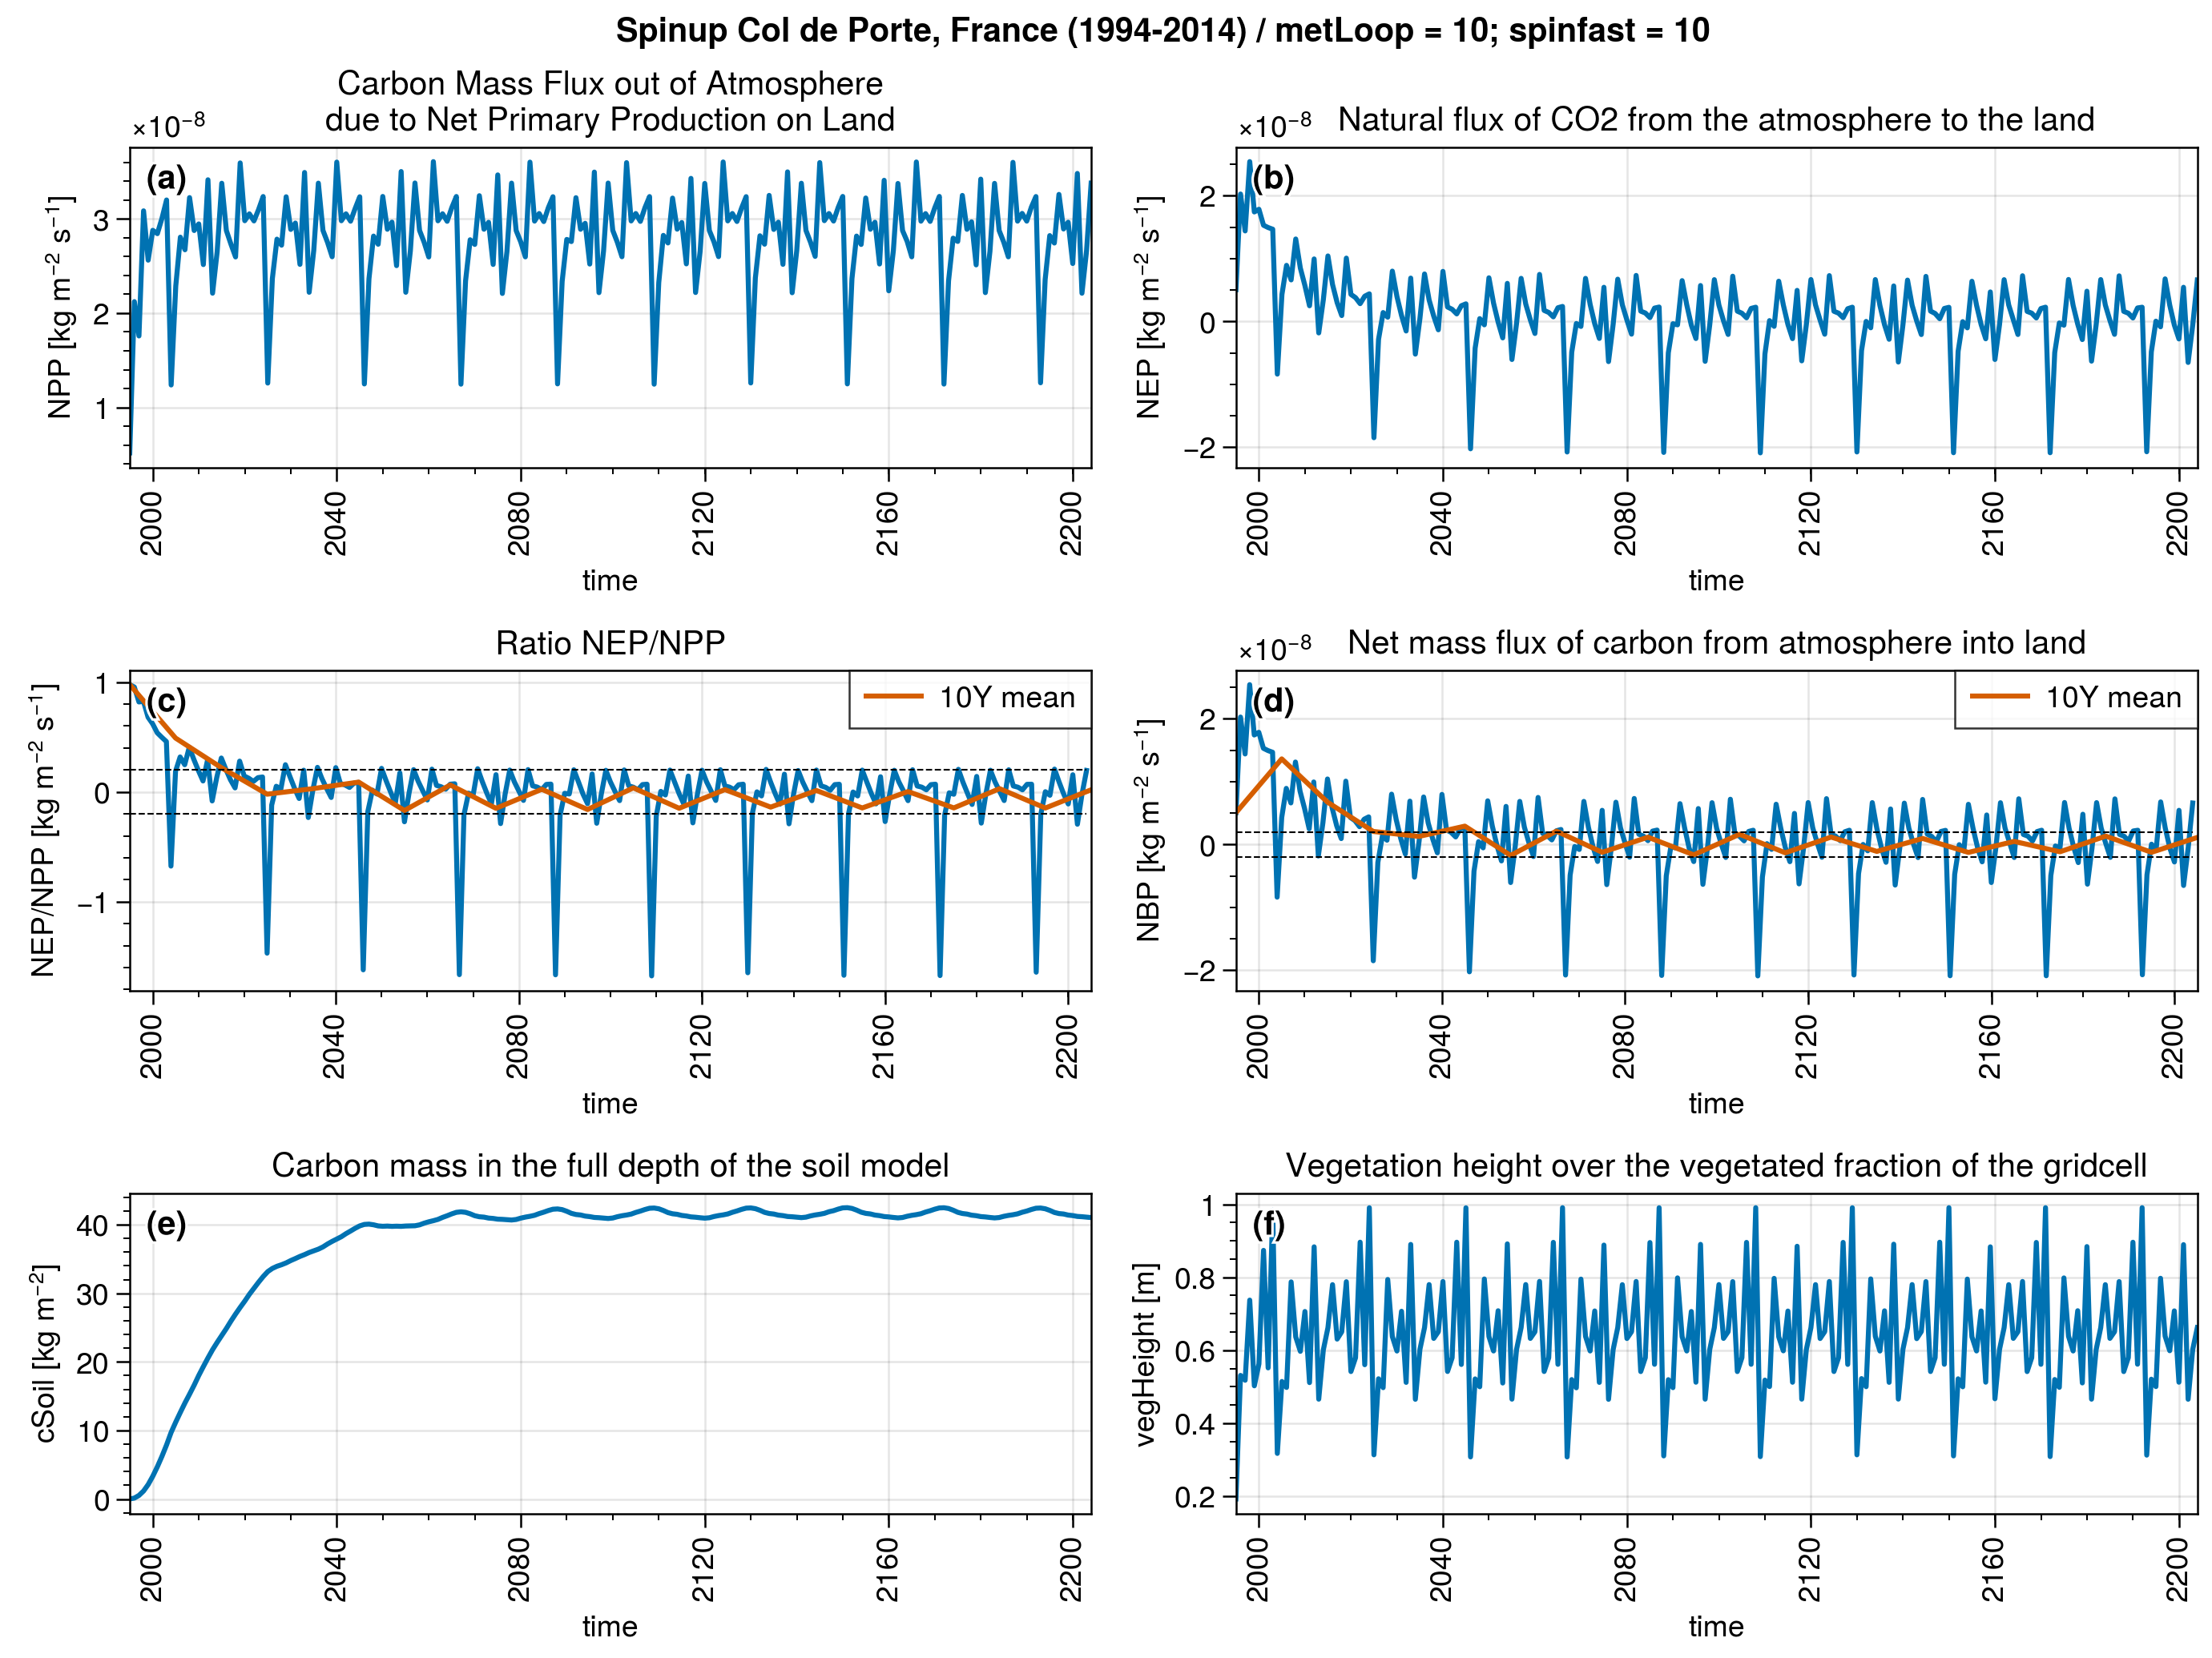 Spinup Col de Porte, France (1994-2014) / metLoop = 10; spinfast = 10
Carbon Mass Flux out of Atmosphere
due to Net Primary Production on Land
×10⁻⁸
(a)
3
2
1
NPP [kg m⁻² s⁻¹]
2000
2040
2080
2120
2160
2200
time
Natural flux of CO2 from the atmosphere to the land
×10⁻⁸
(b)
2
0
−2
NEP [kg m⁻² s⁻¹]
2000
2040
2080
2120
2160
2200
time
Ratio NEP/NPP
(c)
10Y mean
1
0
−1
NEP/NPP [kg m⁻² s⁻¹]
2000
2040
2080
2120
2160
2200
time
Net mass flux of carbon from atmosphere into land
×10⁻⁸
(d)
10Y mean
2
0
−2
NBP [kg m⁻² s⁻¹]
2000
2040
2080
2120
2160
2200
time
Carbon mass in the full depth of the soil model
(e)
40
30
20
10
0
cSoil [kg m⁻²]
2000
2040
2080
2120
2160
2200
time
Vegetation height over the vegetated fraction of the gridcell
(f)
1
0.8
0.6
0.4
0.2
vegHeight [m]
2000
2040
2080
2120
2160
2200
time